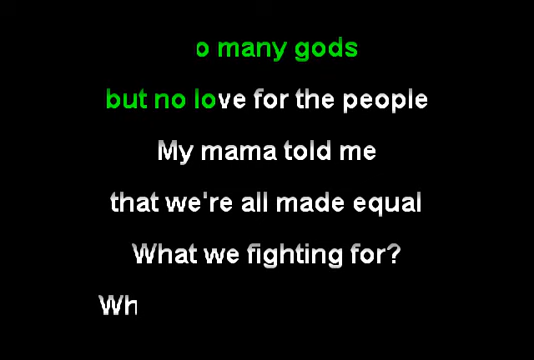 o many gods
but no love for the people
My mama told me
that we're all made equal
What we fighting for?
Wh